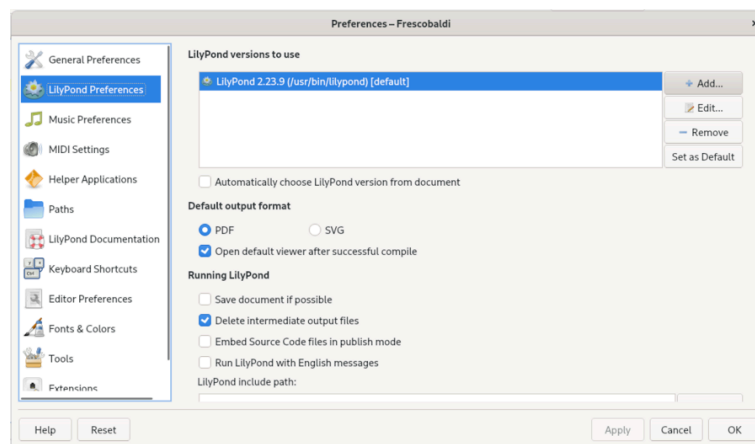 Preferences – Frescobaldi
General Preferences
LilyPond Preferences
Music Preferences
MIDI Settings
Helper Applications
Paths
LilyPond Documentation
Keyboard Shortcuts
Editor Preferences
Fonts & Colors
Tools
Extensions
LilyPond versions to use
LilyPond 2.23.9 (/usr/bin/lilypond) [default]
Add...
Edit...
Remove
Set as Default
Automatically choose LilyPond version from document
Default output format
PDF SVG
Open default viewer after successful compile
Running LilyPond
Save document if possible
Delete intermediate output files
Embed Source Code files in publish mode
Run LilyPond with English messages
LilyPond include path:
Help Reset Apply Cancel OK